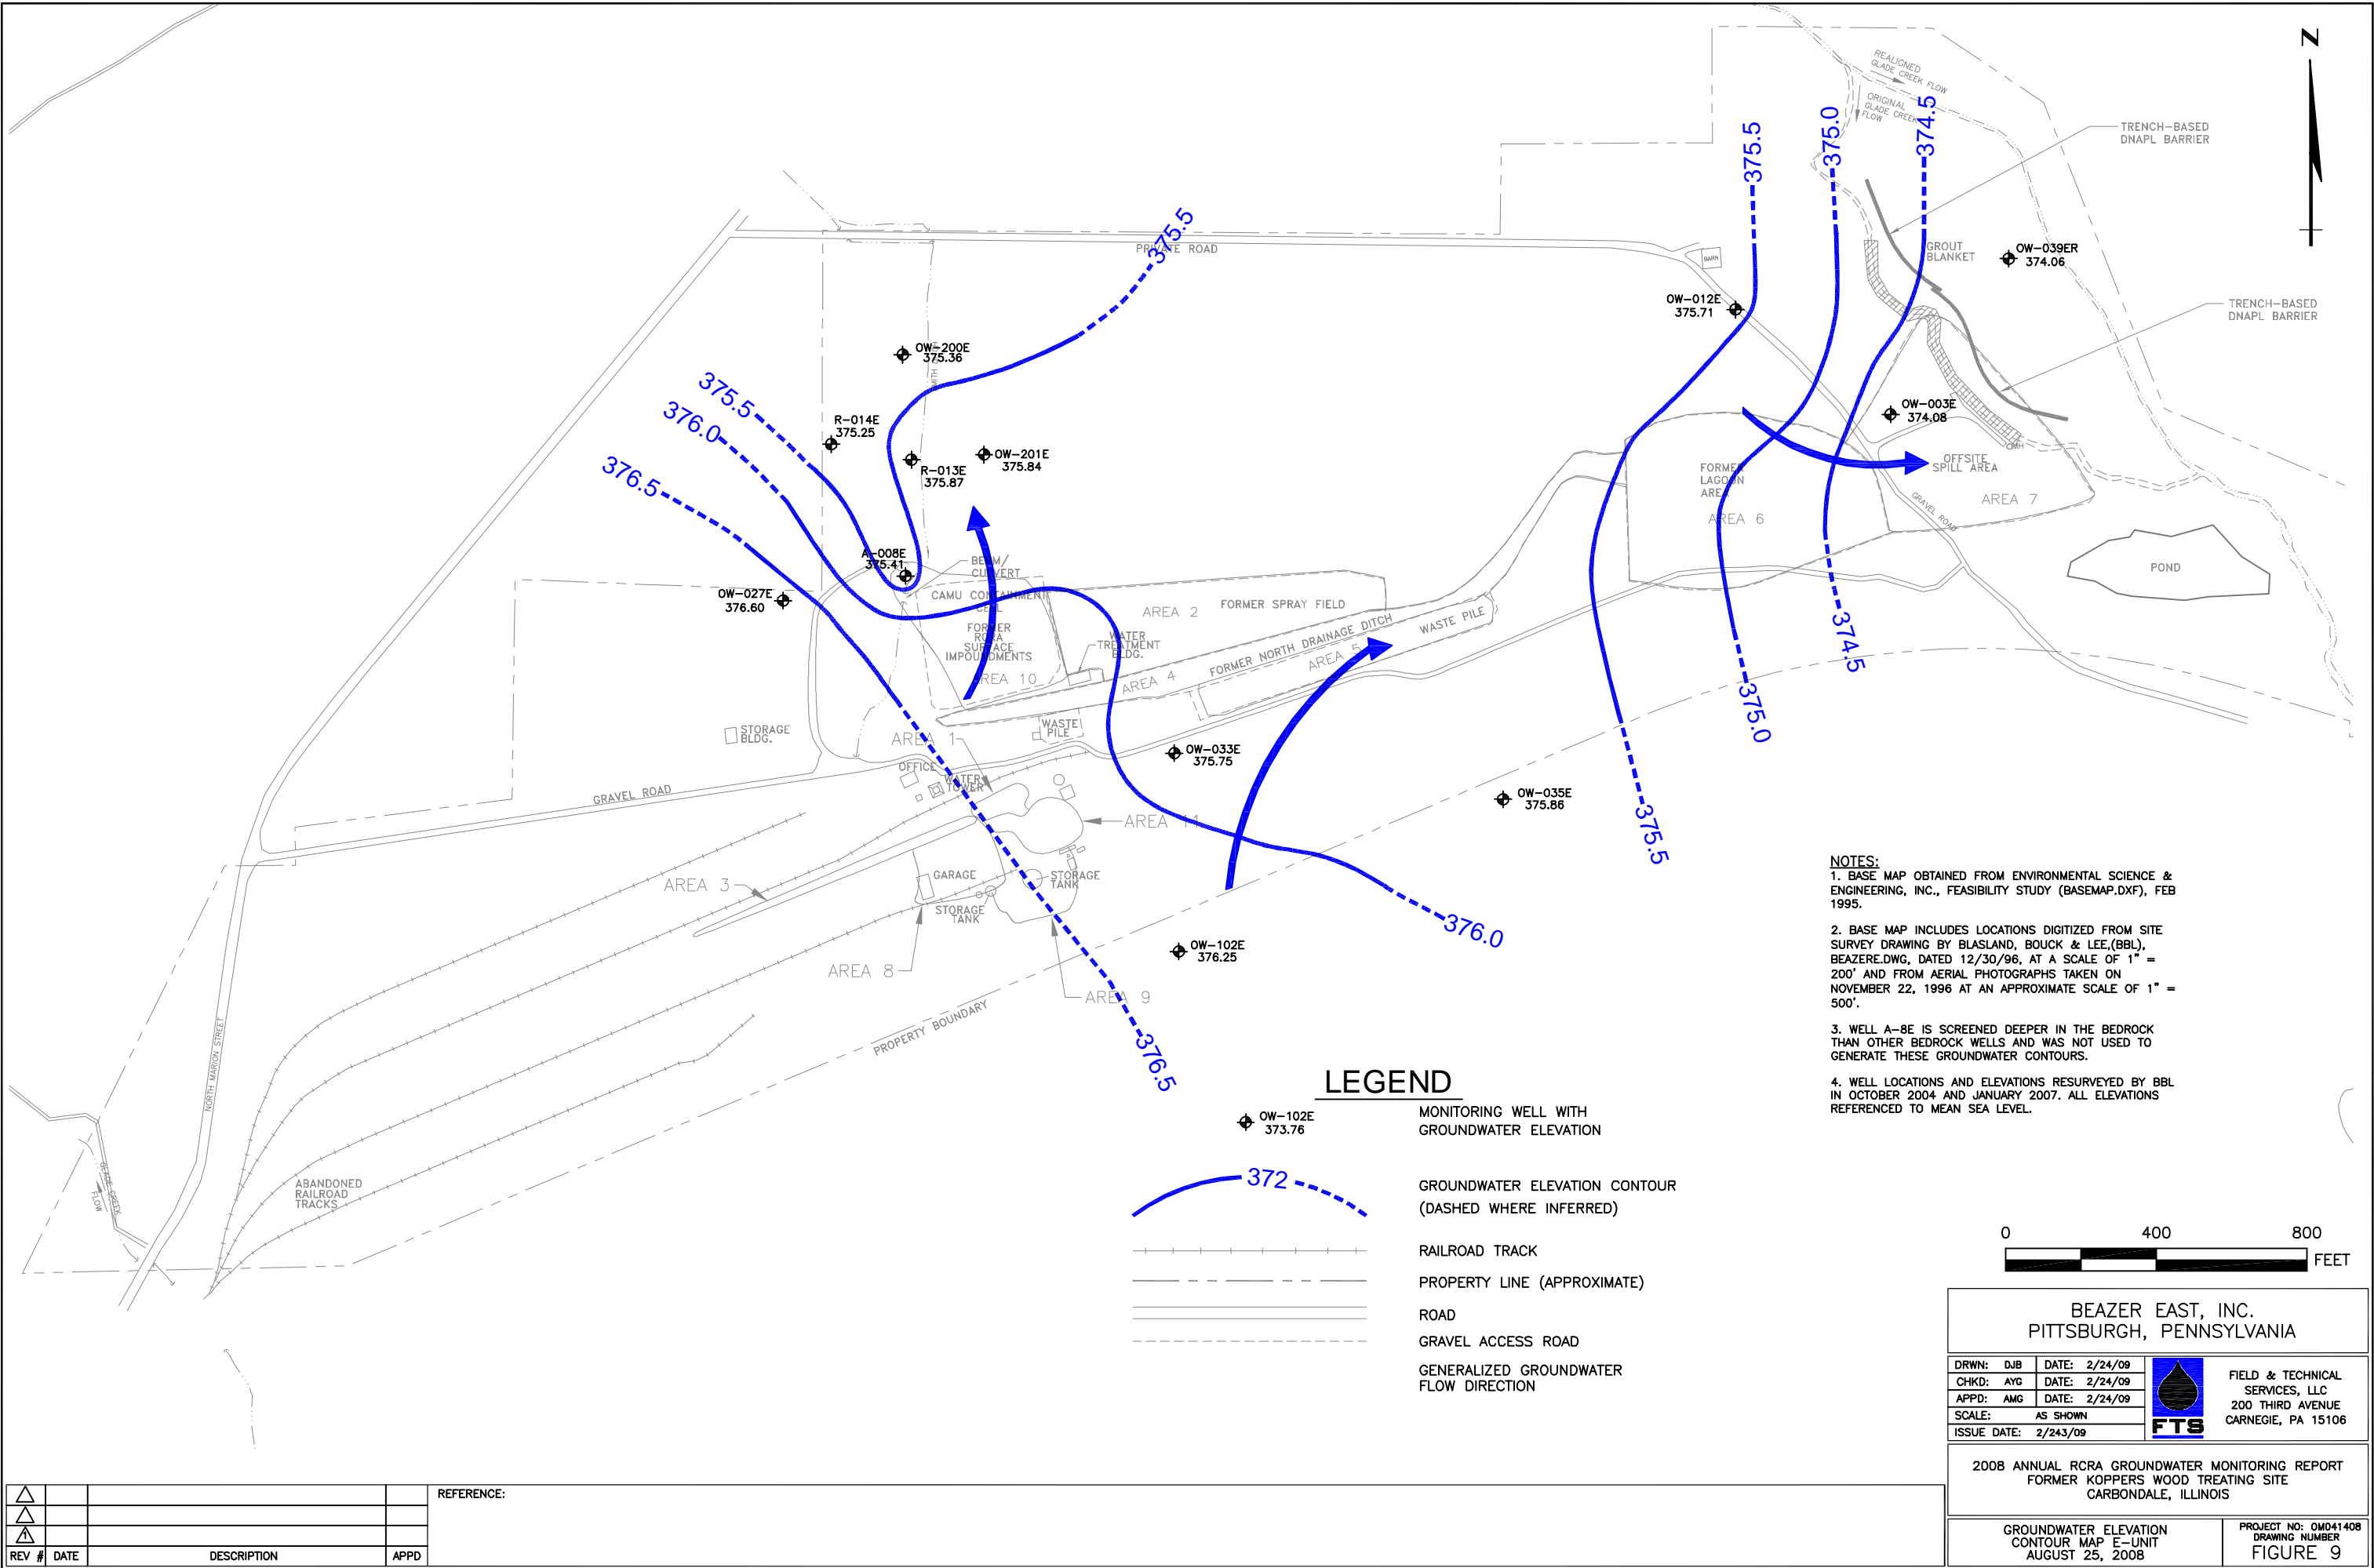 N
REALIGNED
GLADE CREEK FLOW
ORIGINAL
GLADE CREEK
FLOW
TRENCH-BASED
DNAPL BARRIER
375.5
375.0
374.5
375.5
PRIVATE ROAD
BARN
GROUT
BLANKET
OW-039ER
374.06
OW-012E
375.71
TRENCH-BASED
DNAPL BARRIER
OW-200E
375.36
375.5
376.0
376.5
R-014E
375.25
R-013E
375.87
OW-201E
375.84
OW-003E
374.08
OFFSITE
SPILL AREA
AREA 7
FORMER
LAGOON
AREA
AREA 6
GRAVEL ROAD
POND
A-008E
375.41
BERM/
CULVERT
OW-027E
376.60
CAMU CONTAINMENT
CELL
FORMER
RCRA
SURFACE
IMPOUNDMENTS
AREA 10
AREA 2
FORMER SPRAY FIELD
WATER
TREATMENT
BLDG.
AREA 4
FORMER NORTH DRAINAGE DITCH
AREA 5
WASTE PILE
374.5
375.0
375.5
STORAGE
BLDG.
AREA 1
WASTE
PILE
OW-033E
375.75
OFFICE
WATER
TOWER
GRAVEL ROAD
OW-035E
375.86
AREA 11
AREA 3
GARAGE
STORAGE
TANK
STORAGE
TANK
376.0
OW-102E
376.25
AREA 8
AREA 9
PROPERTY BOUNDARY
376.5
NORTH MARION STREET
GLADE CREEK
FLOW
ABANDONED
RAILROAD
TRACKS
NOTES:
1. BASE MAP OBTAINED FROM ENVIRONMENTAL SCIENCE &
ENGINEERING, INC., FEASIBILITY STUDY (BASEMAP.DXF), FEB
1995.
2. BASE MAP INCLUDES LOCATIONS DIGITIZED FROM SITE
SURVEY DRAWING BY BLASLAND, BOUCK & LEE,(BBL),
BEAZERE.DWG, DATED 12/30/96, AT A SCALE OF 1" =
200' AND FROM AERIAL PHOTOGRAPHS TAKEN ON
NOVEMBER 22, 1996 AT AN APPROXIMATE SCALE OF 1" =
500'.
3. WELL A-8E IS SCREENED DEEPER IN THE BEDROCK
THAN OTHER BEDROCK WELLS AND WAS NOT USED TO
GENERATE THESE GROUNDWATER CONTOURS.
4. WELL LOCATIONS AND ELEVATIONS RESURVEYED BY BBL
IN OCTOBER 2004 AND JANUARY 2007. ALL ELEVATIONS
REFERENCED TO MEAN SEA LEVEL.
LEGEND
OW-102E
373.76
MONITORING WELL WITH
GROUNDWATER ELEVATION
372
GROUNDWATER ELEVATION CONTOUR
(DASHED WHERE INFERRED)
RAILROAD TRACK
PROPERTY LINE (APPROXIMATE)
ROAD
GRAVEL ACCESS ROAD
GENERALIZED GROUNDWATER
FLOW DIRECTION
0 400 800
FEET
BEAZER EAST, INC.
PITTSBURGH, PENNSYLVANIA
DRWN: DJB DATE: 2/24/09
CHKD: AYG DATE: 2/24/09
APPD: AMG DATE: 2/24/09
SCALE: AS SHOWN
ISSUE DATE: 2/243/09
FTS
FIELD & TECHNICAL
SERVICES, LLC
200 THIRD AVENUE
CARNEGIE, PA 15106
2008 ANNUAL RCRA GROUNDWATER MONITORING REPORT
FORMER KOPPERS WOOD TREATING SITE
CARBONDALE, ILLINOIS
GROUNDWATER ELEVATION
CONTOUR MAP E-UNIT
AUGUST 25, 2008
PROJECT NO: 0M041408
DRAWING NUMBER
FIGURE 9
REFERENCE:
1
REV # DATE DESCRIPTION APPD